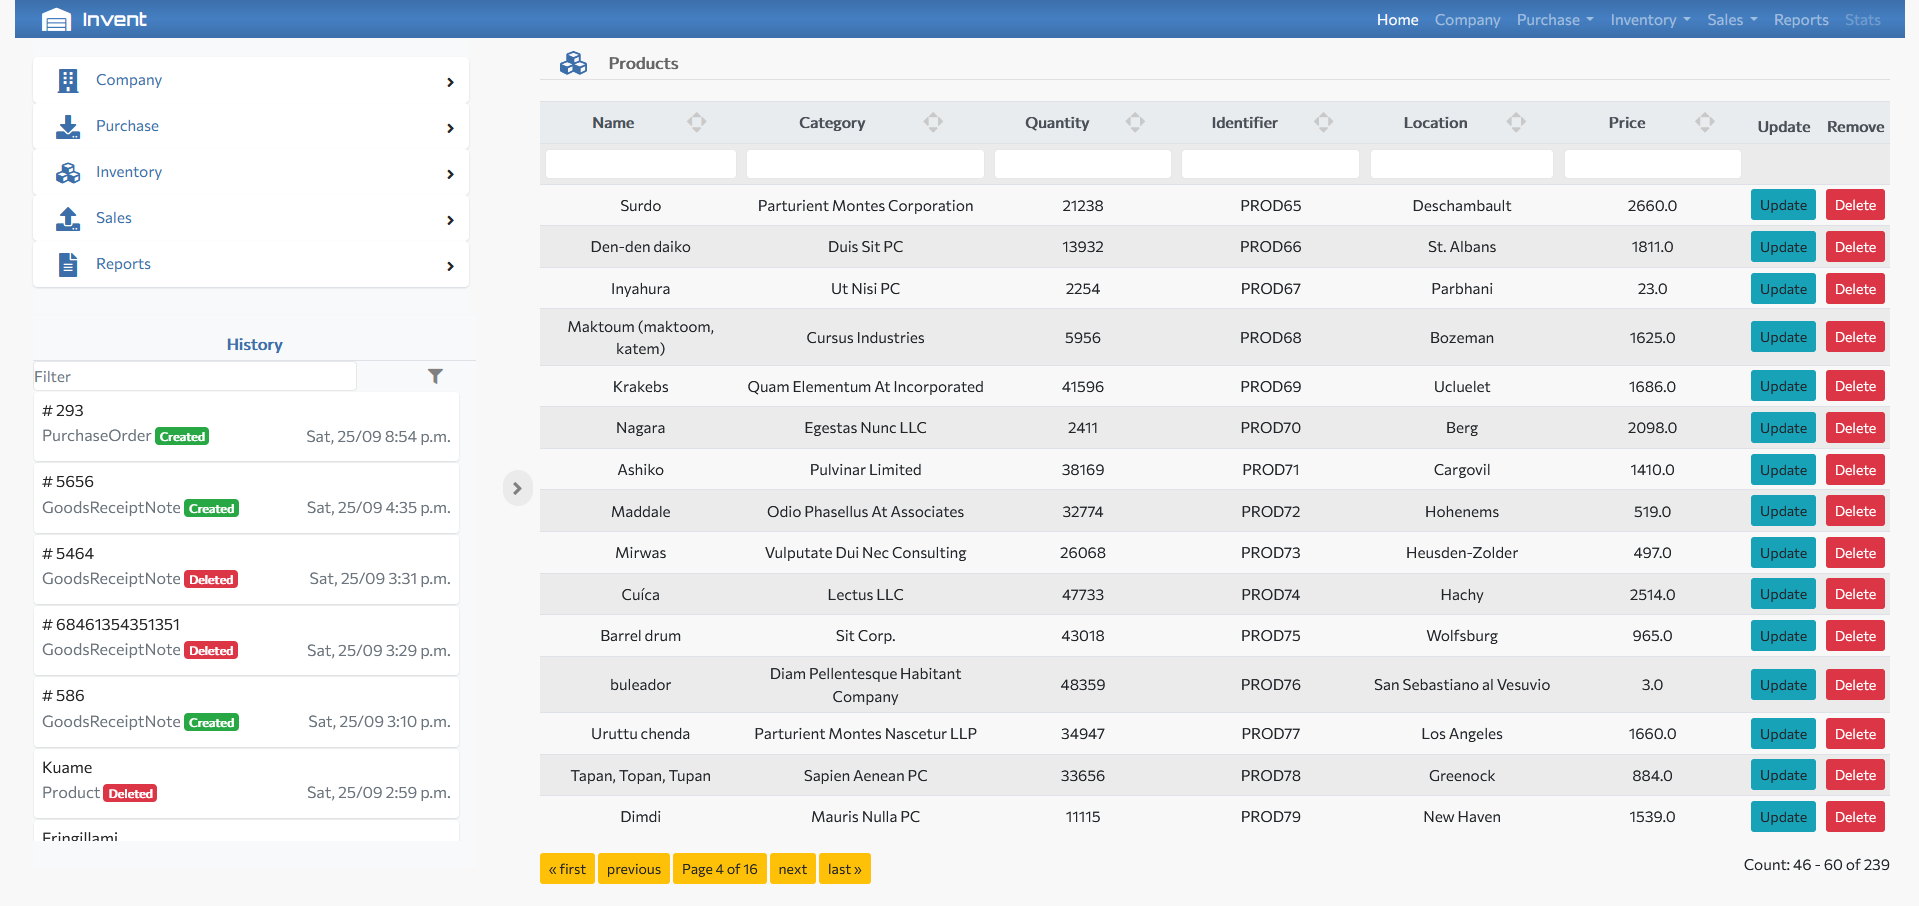 Invent
Home Company Purchase Inventory Sales Reports Stats
Company
Purchase
Inventory
Sales
Reports
History
Filter
# 293
PurchaseOrder Created Sat, 25/09 8:54 p.m.
# 5656
GoodsReceiptNote Created Sat, 25/09 4:35 p.m.
# 5464
GoodsReceiptNote Deleted Sat, 25/09 3:31 p.m.
# 68461354351351
GoodsReceiptNote Deleted Sat, 25/09 3:29 p.m.
# 586
GoodsReceiptNote Created Sat, 25/09 3:10 p.m.
Kuame
Product Deleted Sat, 25/09 2:59 p.m.
Fringillami
Products
Name Category Quantity Identifier Location Price Update Remove
Surdo Parturient Montes Corporation 21238 PROD65 Deschambault 2660.0 Update Delete
Den-den daiko Duis Sit PC 13932 PROD66 St. Albans 1811.0 Update Delete
Inyahura Ut Nisi PC 2254 PROD67 Parbhani 23.0 Update Delete
Maktoum (maktoom,
katem) Cursus Industries 5956 PROD68 Bozeman 1625.0 Update Delete
Krakebs Quam Elementum At Incorporated 41596 PROD69 Ucluelet 1686.0 Update Delete
Nagara Egestas Nunc LLC 2411 PROD70 Berg 2098.0 Update Delete
Ashiko Pulvinar Limited 38169 PROD71 Cargovil 1410.0 Update Delete
Maddale Odio Phasellus At Associates 32774 PROD72 Hohenems 519.0 Update Delete
Mirwas Vulputate Dui Nec Consulting 26068 PROD73 Heusden-Zolder 497.0 Update Delete
Cuíca Lectus LLC 47733 PROD74 Hachy 2514.0 Update Delete
Barrel drum Sit Corp. 43018 PROD75 Wolfsburg 965.0 Update Delete
buleador Diam Pellentesque Habitant
Company 48359 PROD76 San Sebastiano al Vesuvio 3.0 Update Delete
Uruttu chenda Parturient Montes Nascetur LLP 34947 PROD77 Los Angeles 1660.0 Update Delete
Tapan, Topan, Tupan Sapien Aenean PC 33656 PROD78 Greenock 884.0 Update Delete
Dimdi Mauris Nulla PC 11115 PROD79 New Haven 1539.0 Update Delete
« first previous Page 4 of 16 next last » Count: 46 - 60 of 239